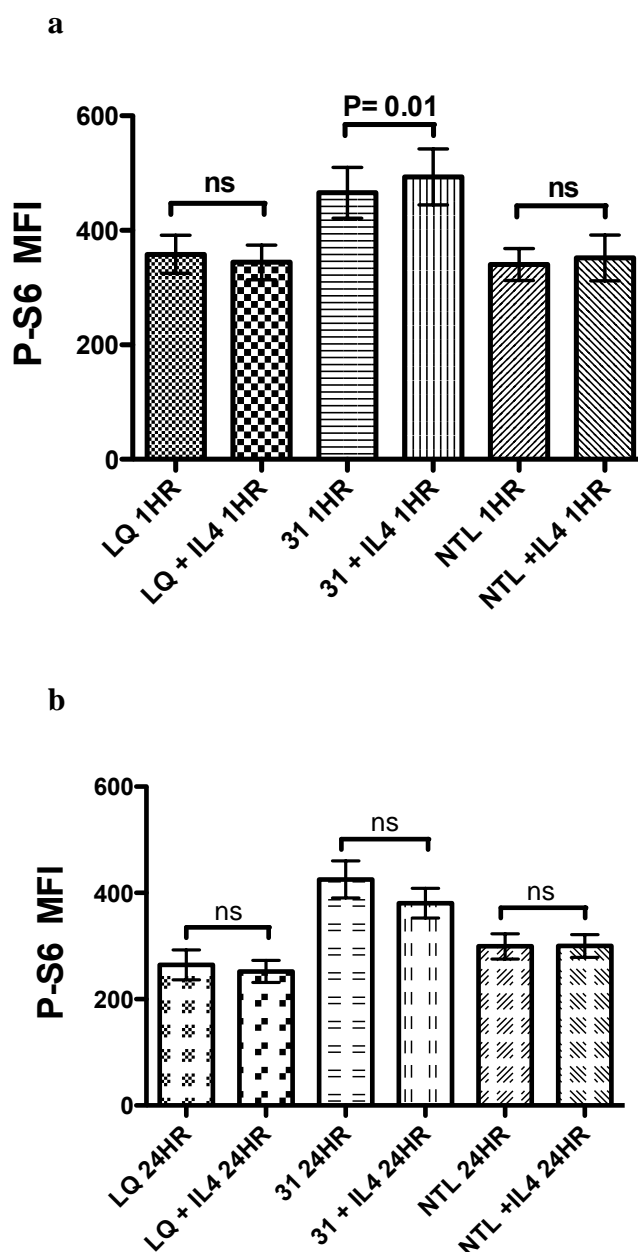 a
P= 0.01
ns
ns
P-S6 MFI
600
400
200
0
LQ 1HR
LQ + IL4 1HR
31 1HR
31 + IL4 1HR
NTL 1HR
NTL +IL4 1HR
b
ns
ns
ns
P-S6 MFI
600
400
200
0
LQ 24HR
LQ + IL4 24HR
31 24HR
31 + IL4 24HR
NTL 24HR
NTL +IL4 24HR